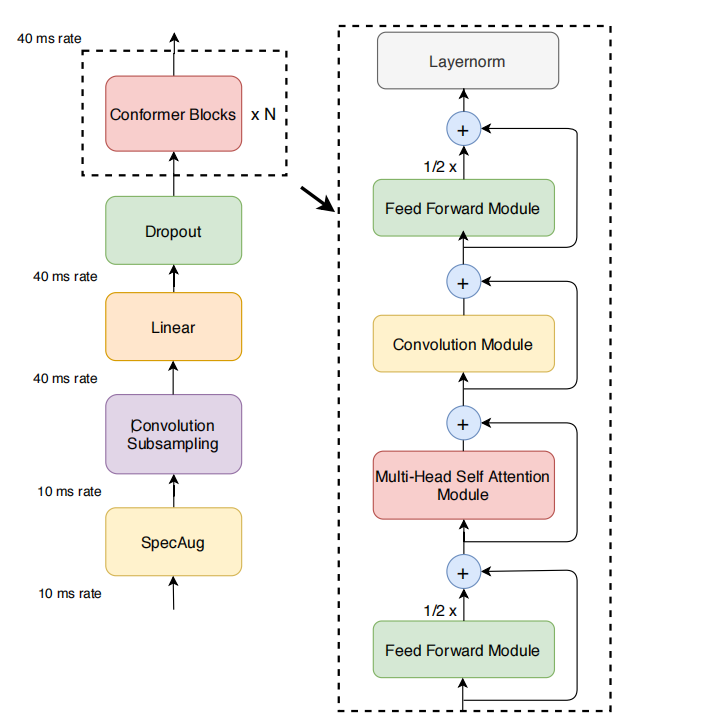 40 ms rate
Conformer Blocks
x N
Dropout
40 ms rate
Linear
40 ms rate
Convolution
Subsampling
10 ms rate
SpecAug
10 ms rate
Layernorm
+
1/2 x
Feed Forward Module
+
Convolution Module
+
Multi-Head Self Attention
Module
+
1/2 x
Feed Forward Module